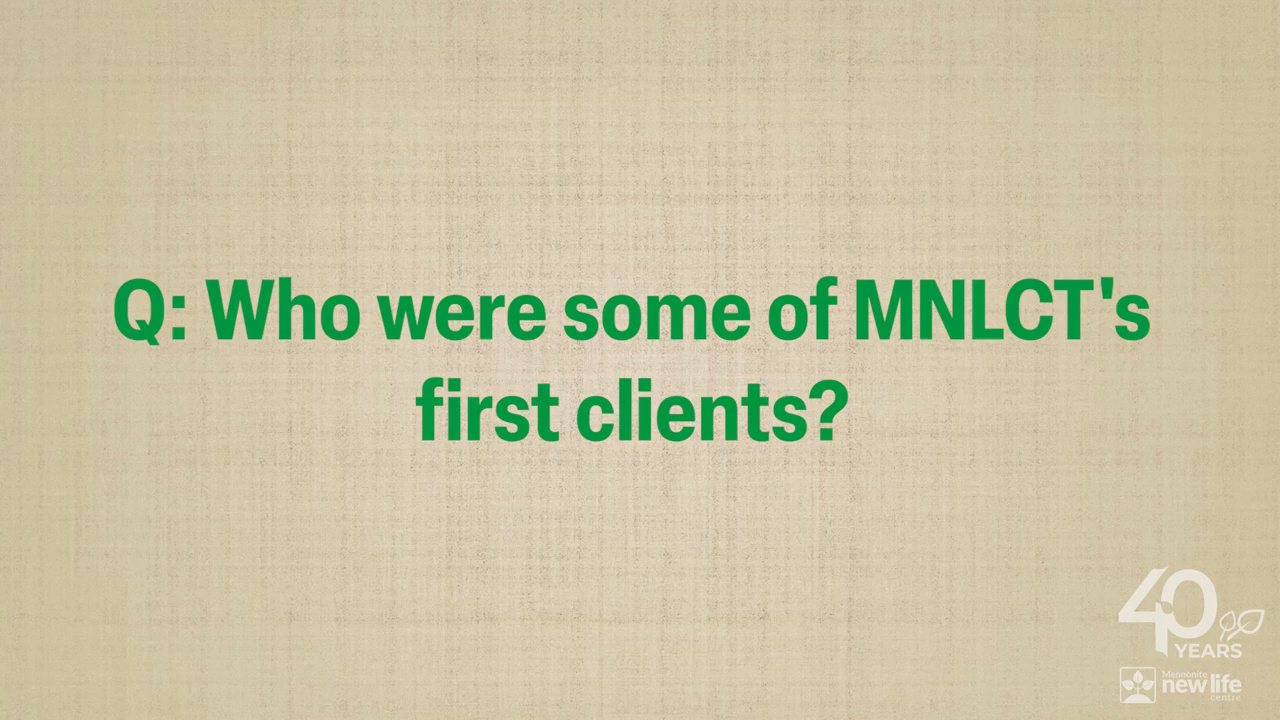 Q: Who were some of MNLCT's
first clients?
40
YEARS
Mennonite
new life
centre